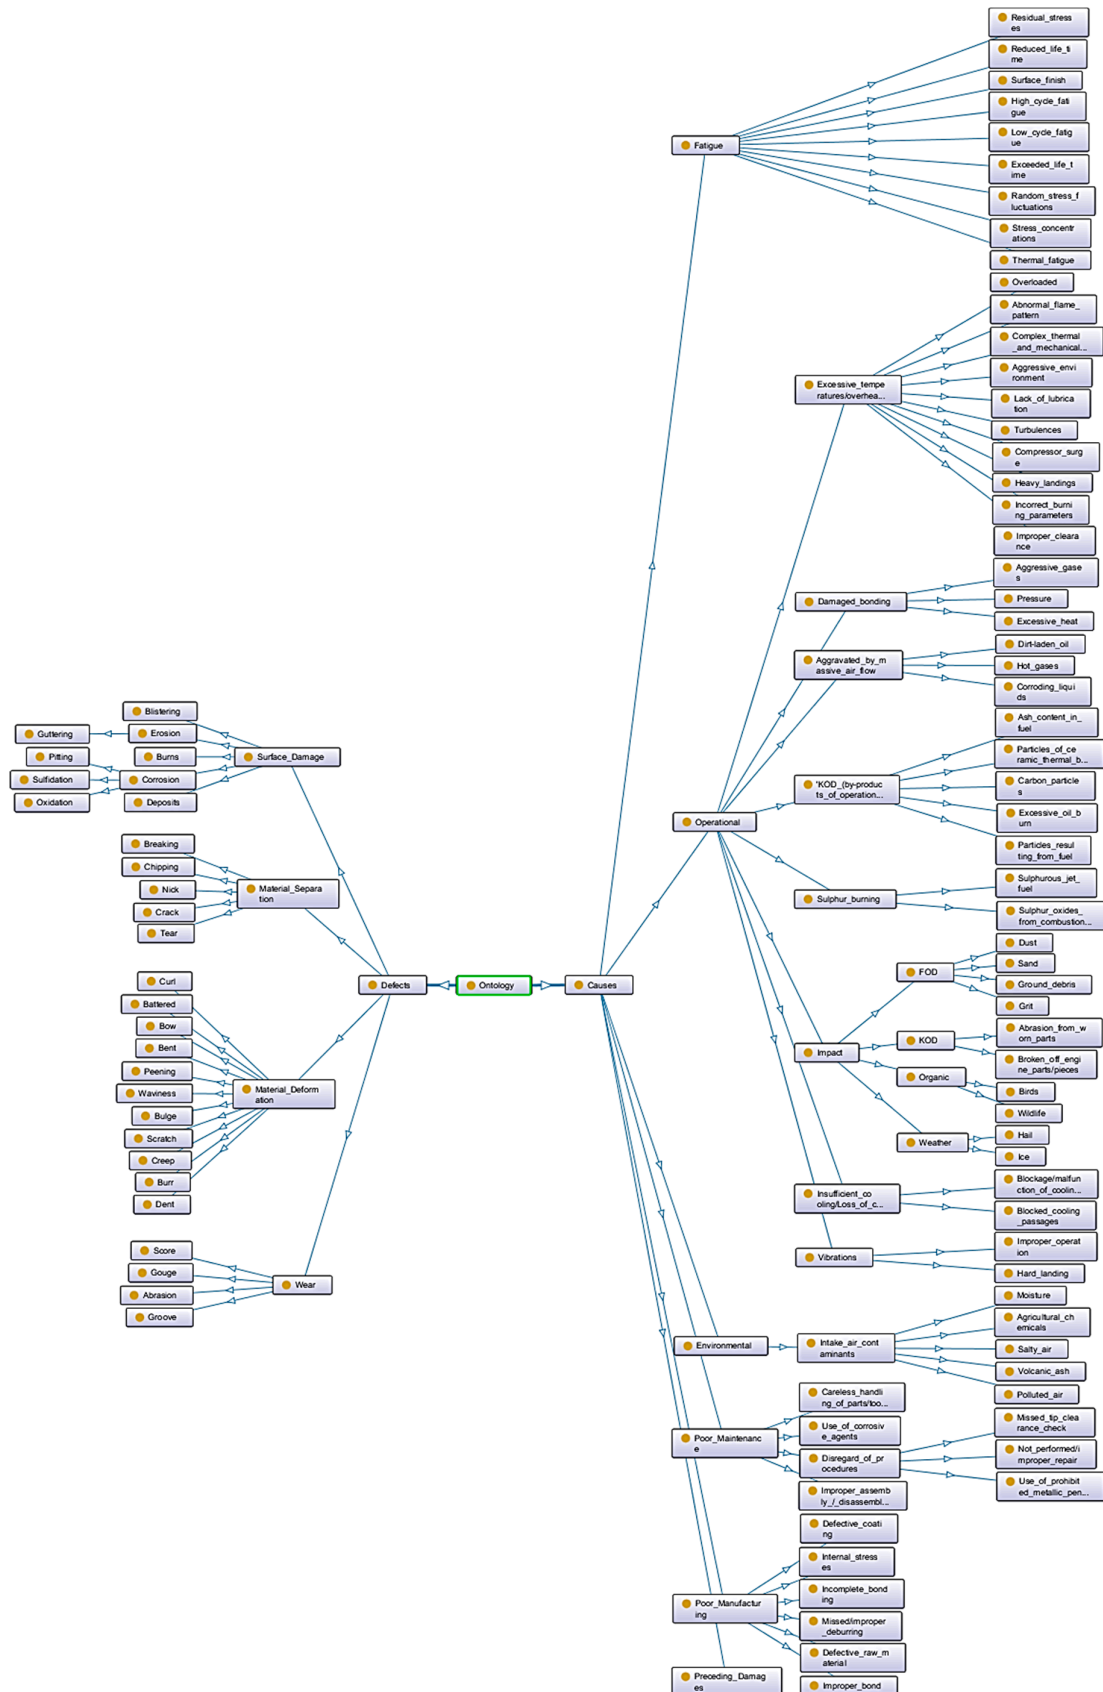 Residual_stress
es
Reduced_life_ti
me
Surface_finish
High_cycle_fati
gue
Low_cycle_fatig
ue
Exceeded_life_t
ime
Random_stress_f
luctuations
Stress_concentr
ations
Thermal_fatigue
Fatigue
Overloaded
Abnormal_flame_
pattern
Complex_thermal
_and_mechanical...
Aggressive_envi
ronment
Lack_of_lubrica
tion
Turbulences
Compressor_surg
e
Heavy_landings
Incorrect_burni
ng_parameters
Improper_cleara
nce
Excessive_tempe
ratures/overhea...
Aggressive_gase
s
Pressure
Excessive_heat
Damaged_bonding
Dirt-laden_oil
Hot_gases
Corroding_liqui
ds
Aggravated_by_m
assive_air_flow
Ash_content_in_
fuel
Particles_of_ce
ramic_thermal_b...
Carbon_particle
s
Excessive_oil_b
urn
Particles_resu
lting_from_fuel
'KOD_(by-produc
ts_of_operation...
Operational
Sulphur_burning
Sulphurous_jet_
fuel
Sulphur_oxides_
from_combustion...
Dust
Sand
Ground_debris
Grit
FOD
Abrasion_from_w
orn_parts
Broken_off_engi
ne_parts/pieces
KOD
Impact
Organic
Birds
Wildlife
Weather
Hail
Ice
Insufficient_co
oling/Loss_of_c...
Blockage/malfun
ction_of_coolin...
Blocked_cooling
_passages
Vibrations
Improper_operat
ion
Hard_landing
Blistering
Guttering
Erosion
Pitting
Burns
Surface_Damage
Sulfidation
Corrosion
Oxidation
Deposits
Breaking
Chipping
Nick
Material_Separa
tion
Crack
Tear
Defects
Ontology
Causes
Curl
Battered
Bow
Bent
Peening
Waviness
Material_Deform
ation
Bulge
Scratch
Creep
Burr
Dent
Score
Gouge
Wear
Abrasion
Groove
Moisture
Agricultural_ch
emicals
Salty_air
Volcanic_ash
Polluted_air
Environmental
Intake_air_cont
aminants
Careless_handli
ng_of_parts/too...
Use_of_corrosiv
e_agents
Poor_Maintenanc
e
Disregard_of_pr
ocedures
Missed_tip_clea
rance_check
Not_performed/i
mproper_repair
Use_of_prohibit
ed_metallic_pen...
Improper_assemb
ly_/_disassembl...
Defective_coati
ng
Internal_stress
es
Incomplete_bond
ing
Poor_Manufactur
ing
Missed/improper
_deburring
Defective_raw_m
aterial
Preceding_Damag
es
Improper_bond